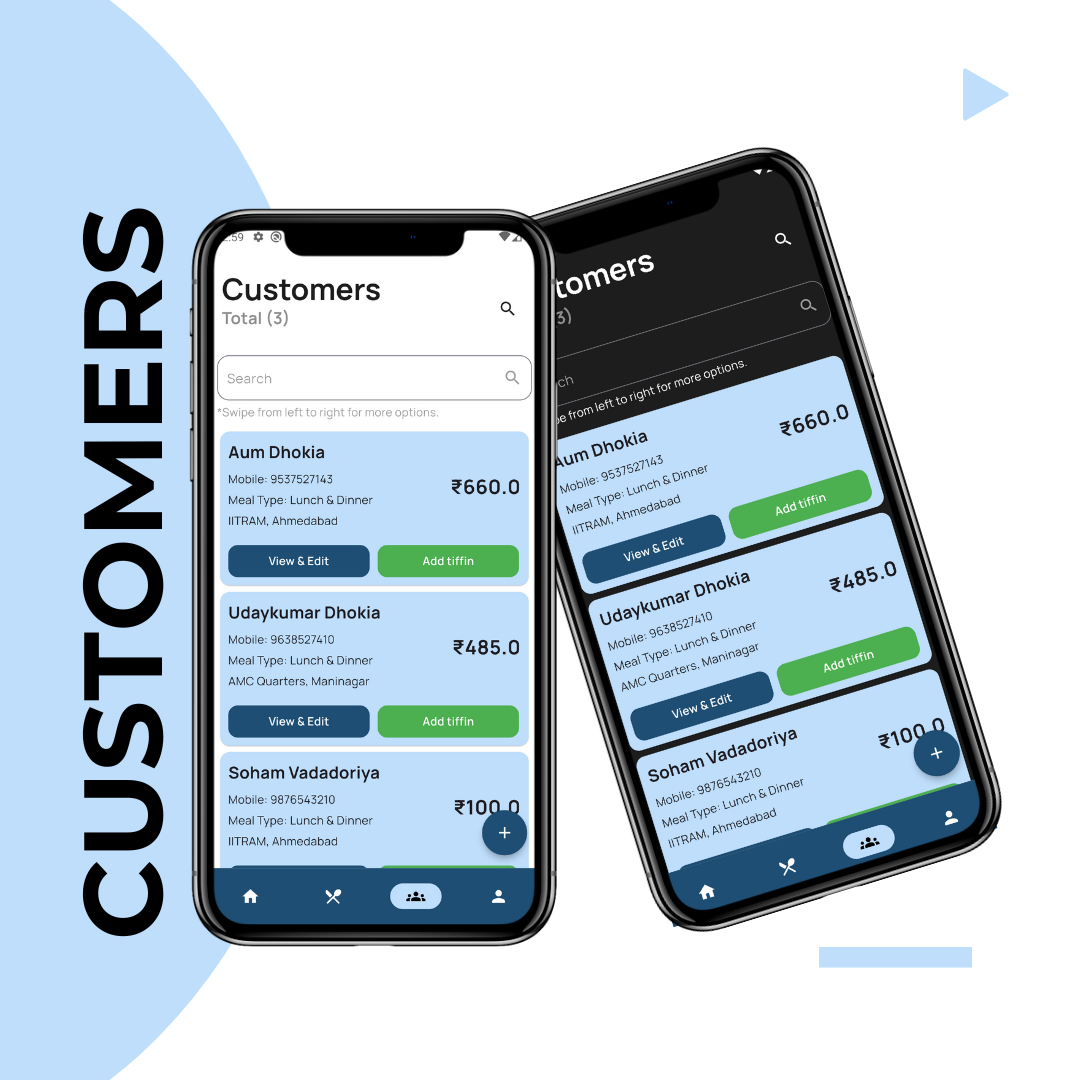 CUSTOMERS
:59
Customers
Total (3)
Search
*Swipe from left to right for more options.
Aum Dhokia
Mobile: 9537527143
₹660.0
Meal Type: Lunch & Dinner
IITRAM, Ahmedabad
View & Edit
Add tiffin
Udaykumar Dhokia
Mobile: 9638527410
₹485.0
Meal Type: Lunch & Dinner
AMC Quarters, Maninagar
View & Edit
Add tiffin
Soham Vadadoriya
Mobile: 9876543210
₹100.0
Meal Type: Lunch & Dinner
IITRAM, Ahmedabad
+
tomers
3)
ch
e from left to right for more options.
Aum Dhokia
₹660.0
Mobile: 9537527143
Meal Type: Lunch & Dinner
IITRAM, Ahmedabad
View & Edit
Add tiffin
Udaykumar Dhokia
₹485.0
Mobile: 9638527410
Meal Type: Lunch & Dinner
AMC Quarters, Maninagar
View & Edit
Add tiffin
Soham Vadadoriya
₹100.0
Mobile: 9876543210
Meal Type: Lunch & Dinner
IITRAM, Ahmedabad
+